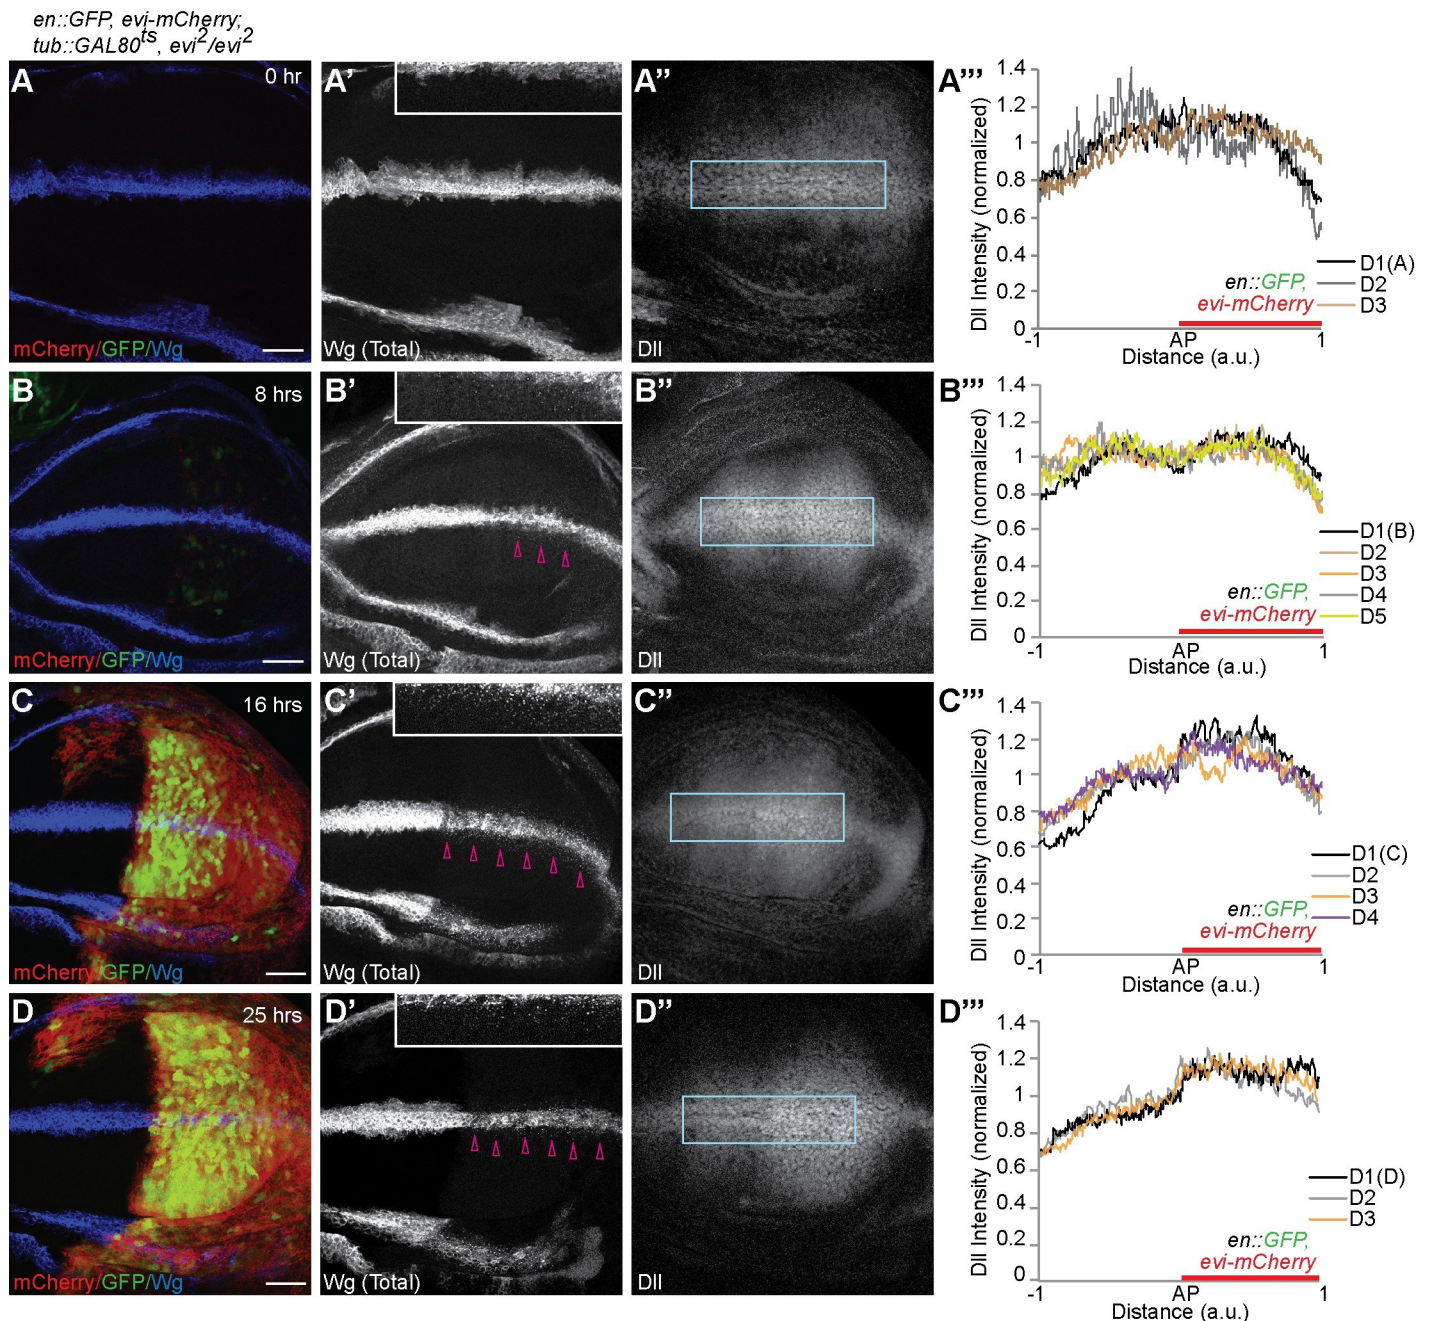 en::GFP, evi-mCherry;
tub::GAL80ts, evi2/evi2
A
0 hr
mCherry/GFP/Wg
A’
Wg (Total)
A”
Dll
A”’
Dll Intensity (normalized)
1.4
1.2
1
0.8
0.6
0.4
0.2
0
-1
AP
1
Distance (a.u.)
en::GFP,
evi-mCherry
D1(A)
D2
D3
B
8 hrs
mCherry/GFP/Wg
B’
Wg (Total)
B”
Dll
B”’
Dll Intensity (normalized)
1.4
1.2
1
0.8
0.6
0.4
0.2
0
-1
AP
1
Distance (a.u.)
en::GFP,
evi-mCherry
D1(B)
D2
D3
D4
D5
C
16 hrs
mCherry/GFP/Wg
C’
Wg (Total)
C”
Dll
C”’
Dll Intensity (normalized)
1.4
1.2
1
0.8
0.6
0.4
0.2
0
-1
AP
1
Distance (a.u.)
en::GFP,
evi-mCherry
D1(C)
D2
D3
D4
D
25 hrs
mCherry/GFP/Wg
D’
Wg (Total)
D”
Dll
D”’
Dll Intensity (normalized)
1.4
1.2
1
0.8
0.6
0.4
0.2
0
-1
AP
1
Distance (a.u.)
en::GFP,
evi-mCherry
D1(D)
D2
D3